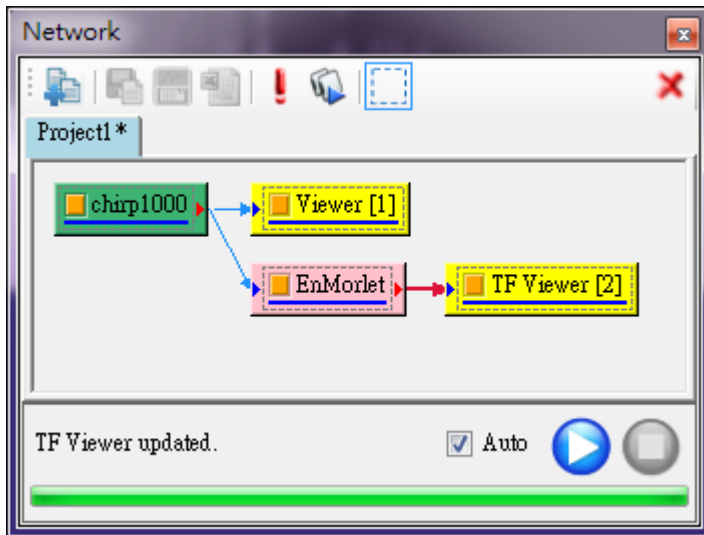 Network
Project1 *
chirp1000
Viewer [1]
EnMorlet
TF Viewer [2]
TF Viewer updated.
Auto